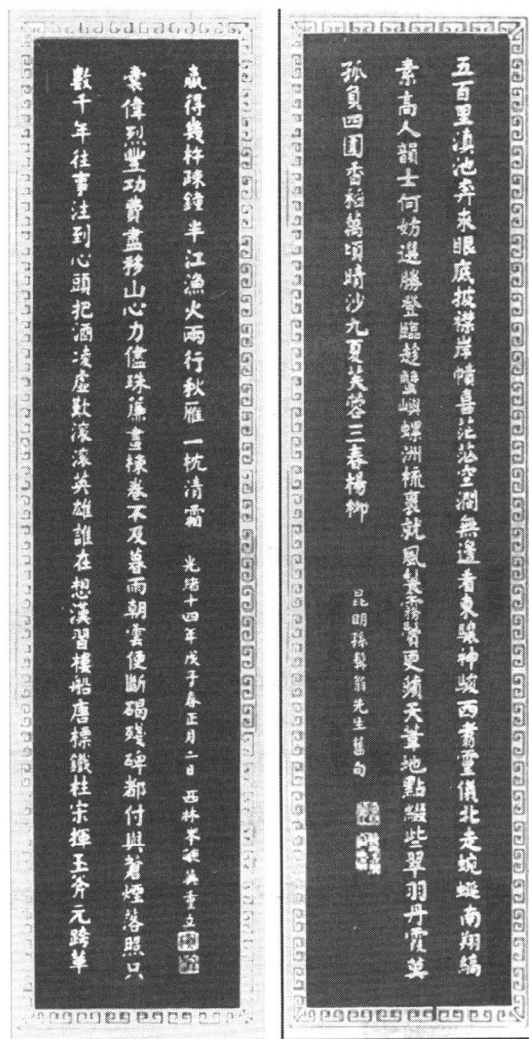 五百里滇池奔來眼底披襟岸幘喜茫茫空闊無邊看東驤神駿西翥靈儀北走蜿蜒南翔縞
素高人韻士何妨選勝登臨趁蟹嶼螺洲梳裹就風鬟霧鬢更蘋天葦地點綴些翠羽丹霞莫
孤負四圍香稻萬頃晴沙九夏芙蓉三春楊柳
昆明孫髯翁先生舊句
數千年往事注到心頭把酒凌虛歎滾滾英雄誰在想漢習樓船唐標鐵柱宋揮玉斧元跨革
囊偉烈豐功費盡移山心力儘珠簾畫棟卷不及暮雨朝雲便斷碣殘碑都付與蒼煙落照只
贏得幾杵疎鐘半江漁火兩行秋雁一枕清霜
光緒十四年戊子春正月二日 西林岑毓英重立